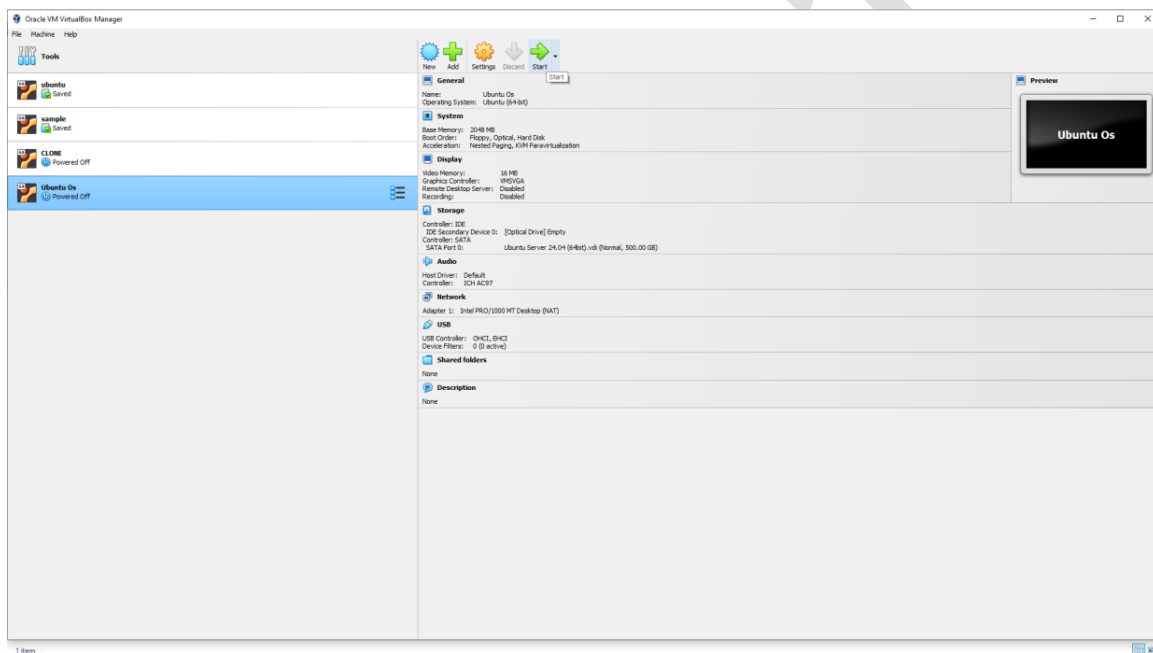 Oracle VM VirtualBox Manager
File Machine Help
Tools
New Add Settings Discard Start
Start
ubuntu
Saved
sample
Saved
CLONE
Powered Off
Ubuntu Os
Powered Off
General
Name: Ubuntu Os
Operating System: Ubuntu (64-bit)
System
Base Memory: 2048 MB
Boot Order: Floppy, Optical, Hard Disk
Acceleration: Nested Paging, KVM Paravirtualization
Display
Video Memory: 16 MB
Graphics Controller: VMSVGA
Remote Desktop Server: Disabled
Recording: Disabled
Storage
Controller: IDE
IDE Secondary Device 0: [Optical Drive] Empty
Controller: SATA
SATA Port 0: Ubuntu Server 24.04 (64bit).vdi (Normal, 500.00 GB)
Audio
Host Driver: Default
Controller: ICH AC97
Network
Adapter 1: Intel PRO/1000 MT Desktop (NAT)
USB
USB Controller: OHCI, EHCI
Device Filters: 0 (0 active)
Shared folders
None
Description
None
Preview
Ubuntu Os
1 item